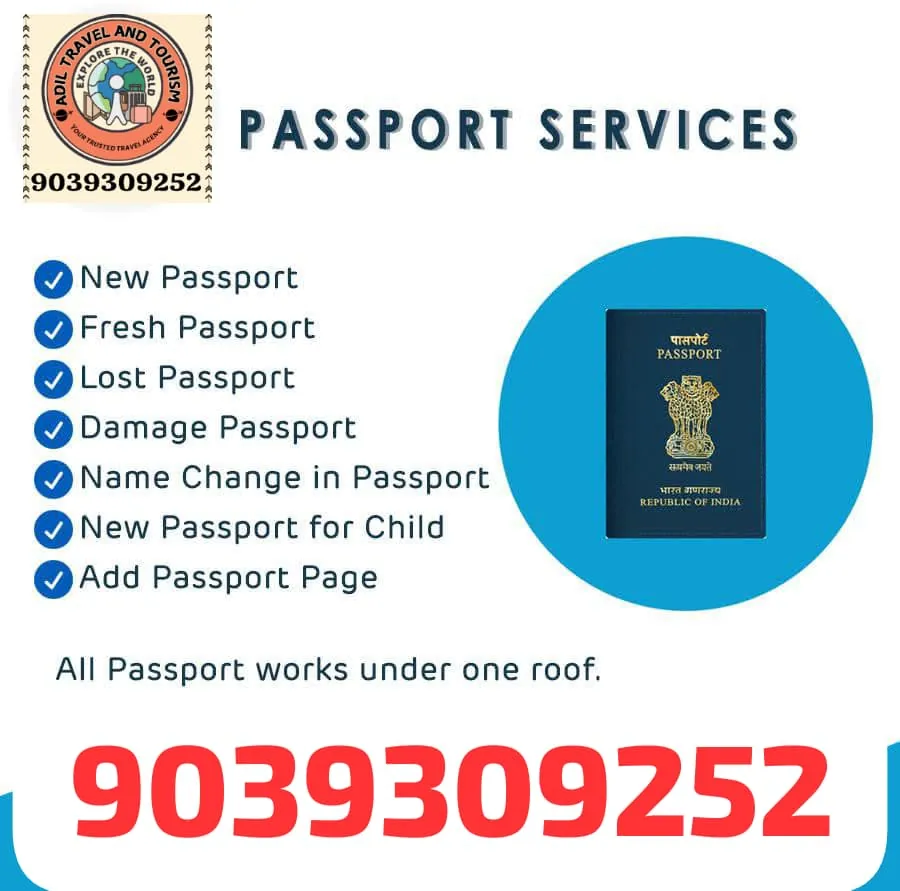 ADIL TRAVEL AND TOURISM
EXPLORE THE WORLD
YOUR TRUSTED TRAVEL AGENCY
9039309252
PASSPORT SERVICES
New Passport
Fresh Passport
Lost Passport
Damage Passport
Name Change in Passport
New Passport for Child
Add Passport Page
पासपोर्ट
PASSPORT
सत्यमेव जयते
भारत गणराज्य
REPUBLIC OF INDIA
All Passport works under one roof.
9039309252